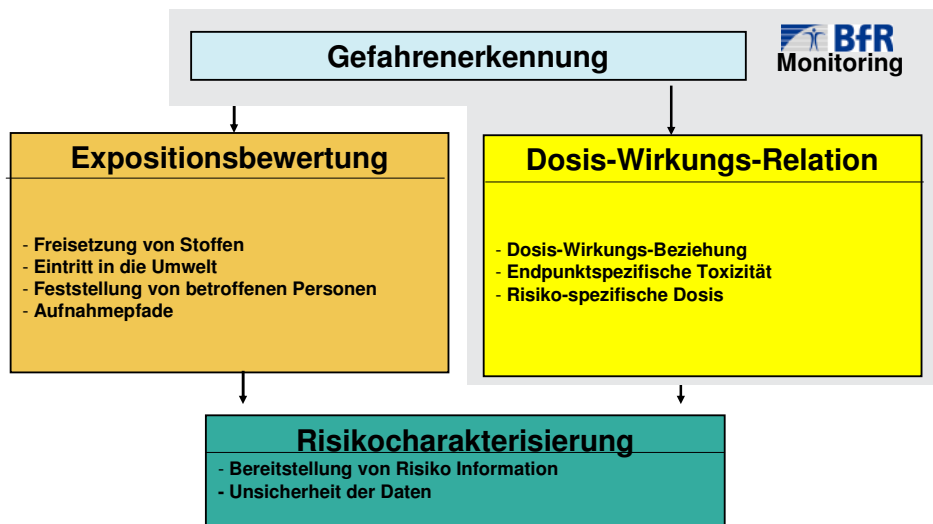 Gefahrenerkennung
BfR
Monitoring
Expositionsbewertung
- Freisetzung von Stoffen
- Eintritt in die Umwelt
- Feststellung von betroffenen Personen
- Aufnahmepfade
Dosis-Wirkungs-Relation
- Dosis-Wirkungs-Beziehung
- Endpunktspezifische Toxizität
- Risiko-spezifische Dosis
Risikocharakterisierung
- Bereitstellung von Risiko Information
- Unsicherheit der Daten